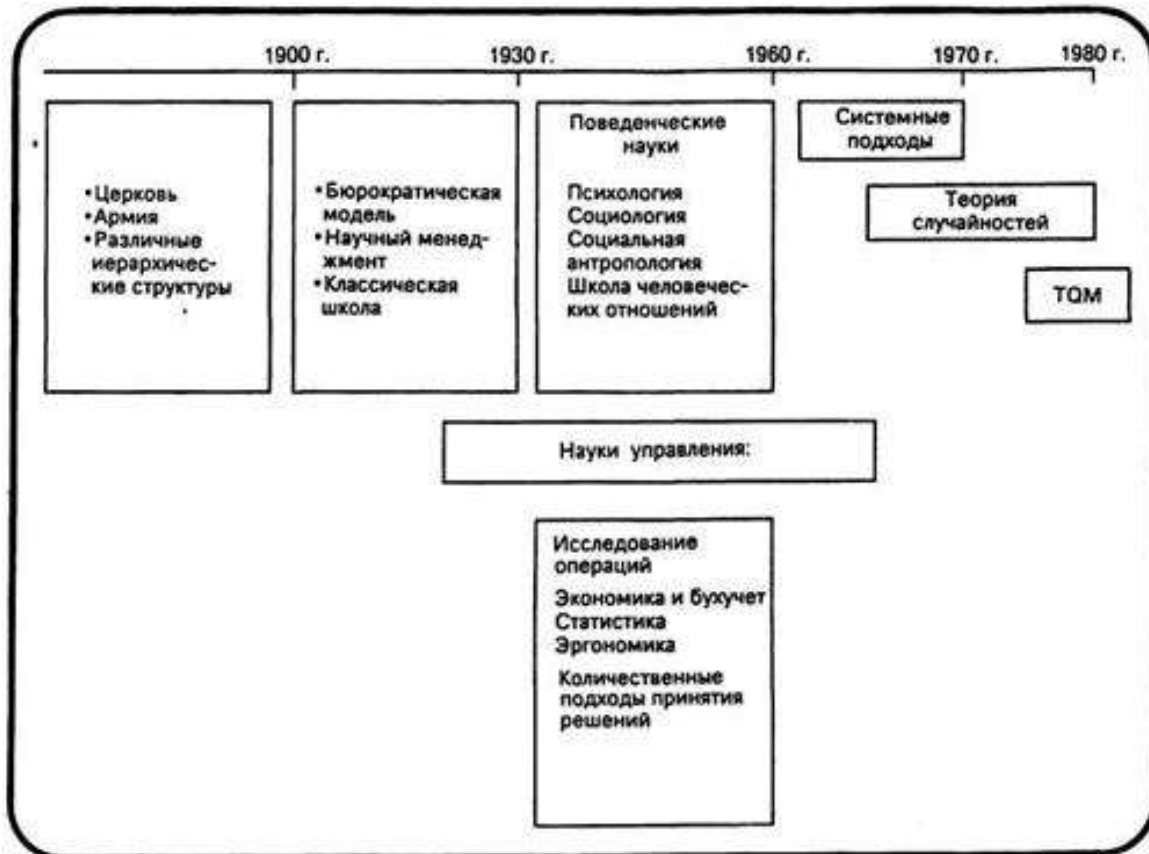 1900 г. 1930 г. 1960 г. 1970 г. 1980 г.
•Церковь
•Армия
•Различные
иерархичес-
кие структуры
•Бюрократическая
модель
•Научный менед-
жмент
•Классическая
школа
Поведенческие
науки
Психология
Социология
Социальная
антропология
Школа человечес-
ких отношений
Системные
подходы
Теория
случайностей
TQM
Науки управления:
Исследование
операций
Экономика и бухучет
Статистика
Эргономика
Количественные
подходы принятия
решений